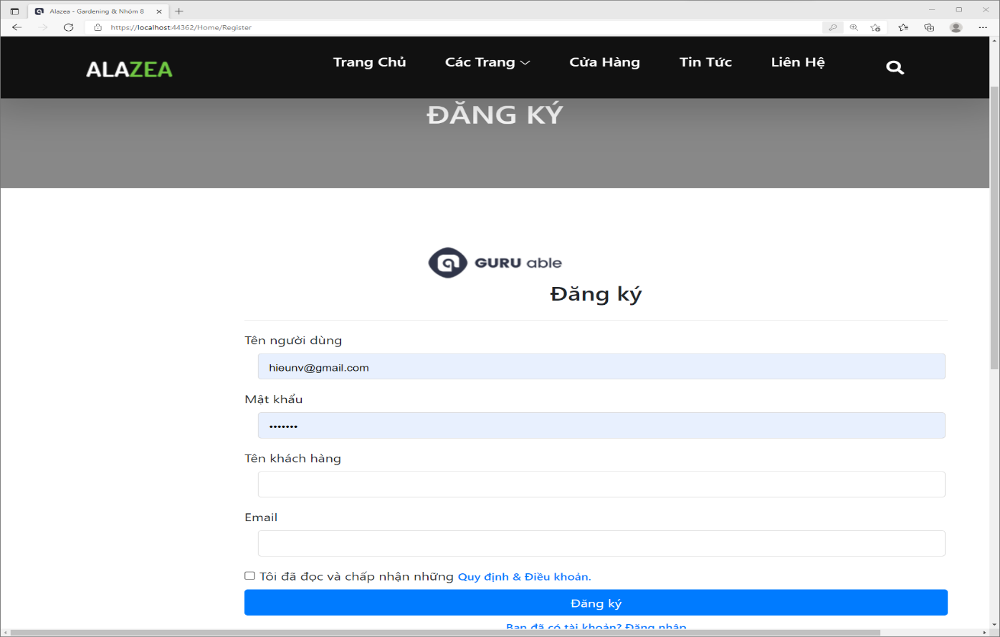 Alazea - Gardening & Nhóm 8
https://localhost:44362/Home/Register
ALAZEA
Trang Chủ
Các Trang
Cửa Hàng
Tin Tức
Liên Hệ
ĐĂNG KÝ
GURU able
Đăng ký
Tên người dùng
hieunv@gmail.com
Mật khẩu
•••••••
Tên khách hàng
Email
Tôi đã đọc và chấp nhận những Quy định & Điều khoản.
Đăng ký
Bạn đã có tài khoản? Đăng nhập